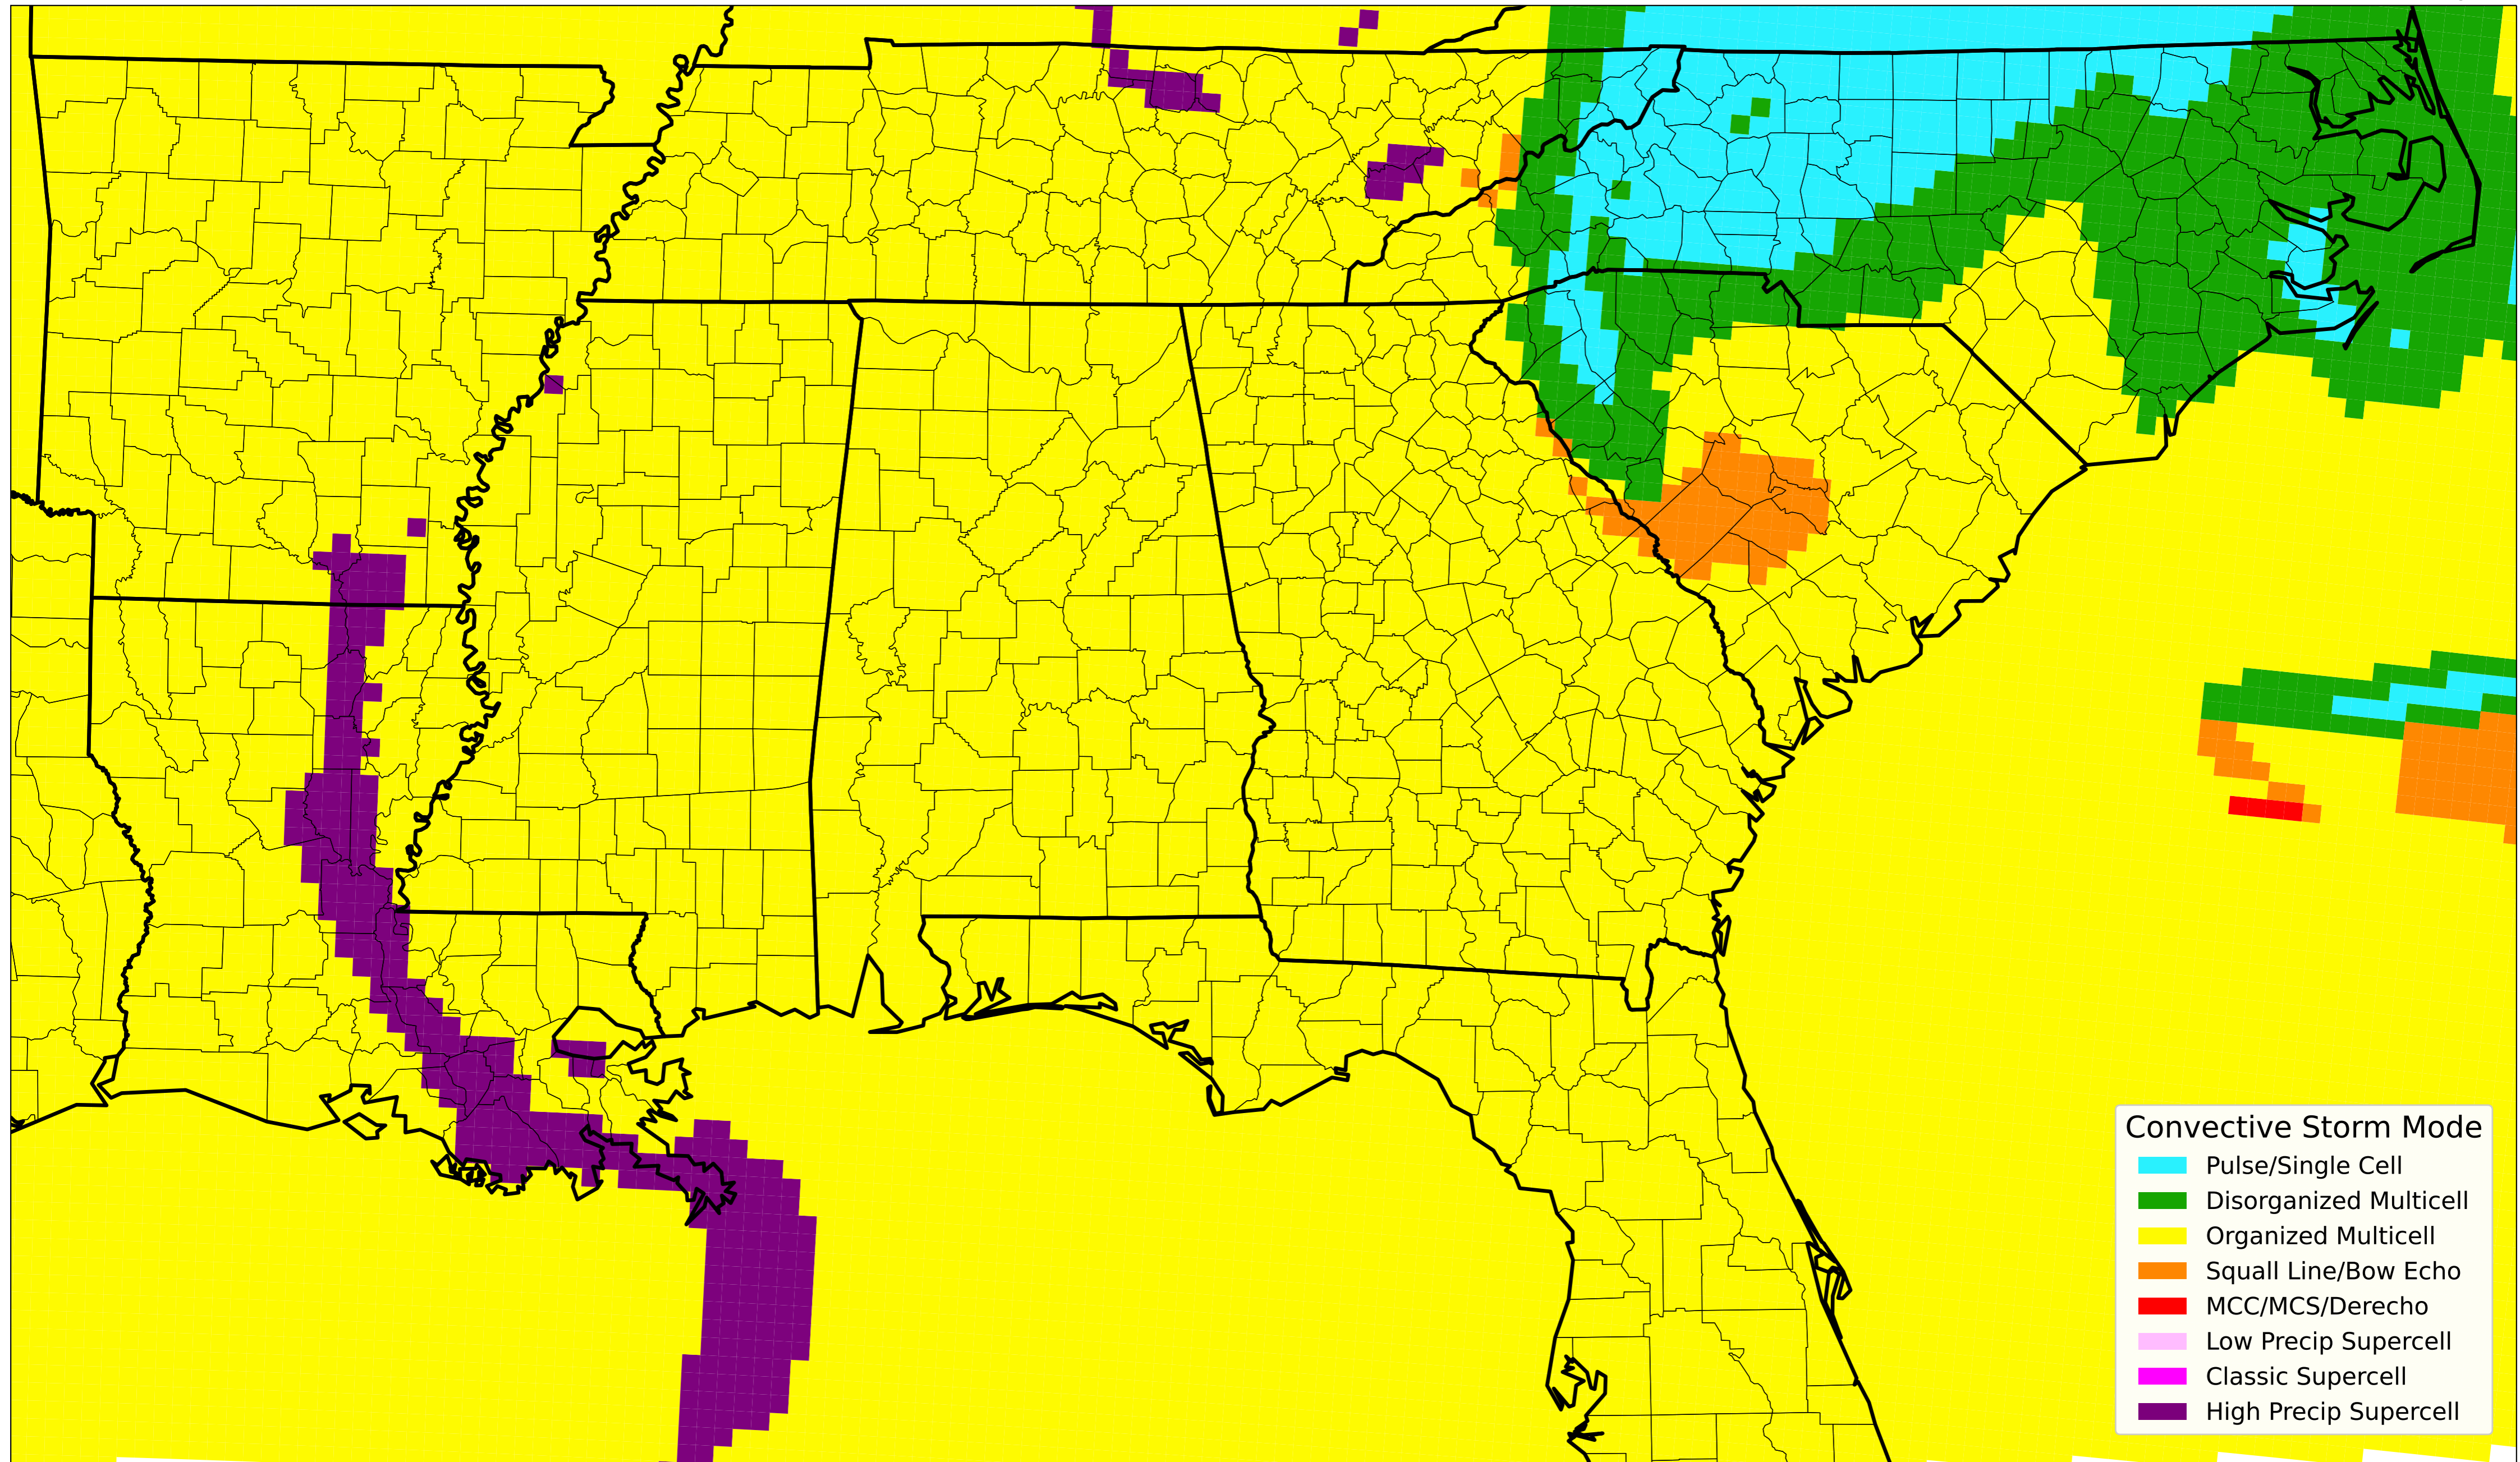 Convective Storm Mode
Pulse/Single Cell
Disorganized Multicell
Organized Multicell
Squall Line/Bow Echo
MCC/MCS/Derecho
Low Precip Supercell
Classic Supercell
High Precip Supercell